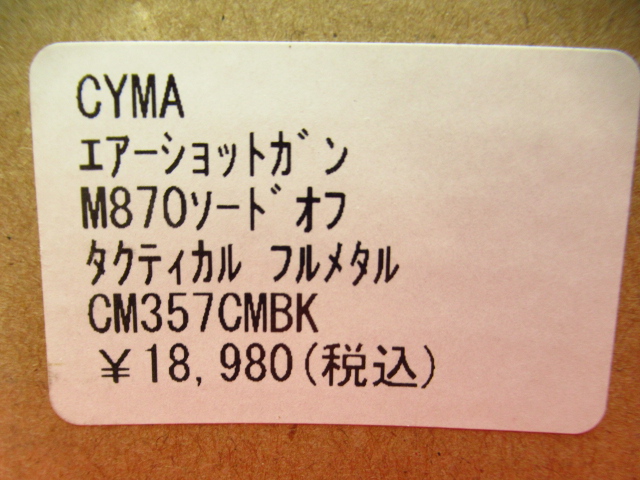 CYMA
ｴｱｰｼｮｯﾄｶﾞﾝ
M870ｿｰﾄﾞｵﾌ
ﾀｸﾃｨｶﾙ ﾌﾙﾒﾀﾙ
CM357CMBK
￥18,980(税込)